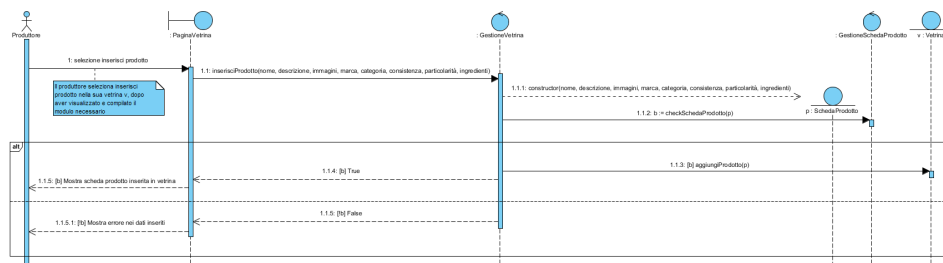 Produttore
: PaginaVetrina
: GestioneVetrina
: GestioneSchedaProdotto
v : Vetrina
1: selezione inserisci prodotto
Il produttore seleziona inserisci
prodotto nella sua vetrina v, dopo
aver visualizzato e compilato il
modulo necessario
1.1: inserisciProdotto(nome, descrizione, immagini, marca, categoria, consistenza, particolarità, ingredienti)
1.1.1: constructor(nome, descrizione, immagini, marca, categoria, consistenza, particolarità, ingredienti)
p : SchedaProdotto
1.1.2: b := checkSchedaProdotto(p)
alt
1.1.3: [b] aggiungiProdotto(p)
1.1.4: [b] True
1.1.5: [b] Mostre scheda prodotto inserita in vetrina
1.1.5: [!b] False
1.1.5.1: [!b] Mostra errore nei dati inseriti